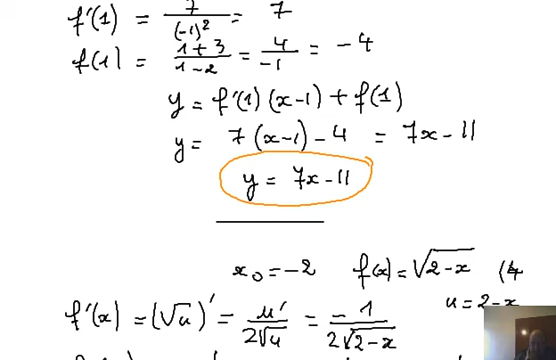 f'(1) = 7/(-1)² = 7
f(1) = (1+3)/(1-2) = 4/-1 = -4
y = f'(1)(x-1) + f(1)
y = 7(x-1) - 4 = 7x - 11
y = 7x - 11
x₀ = -2 f(x) = √(2-x)
u = 2-x
f'(x) = (√u)' = u'/(2√u) = -1/(2√(2-x))